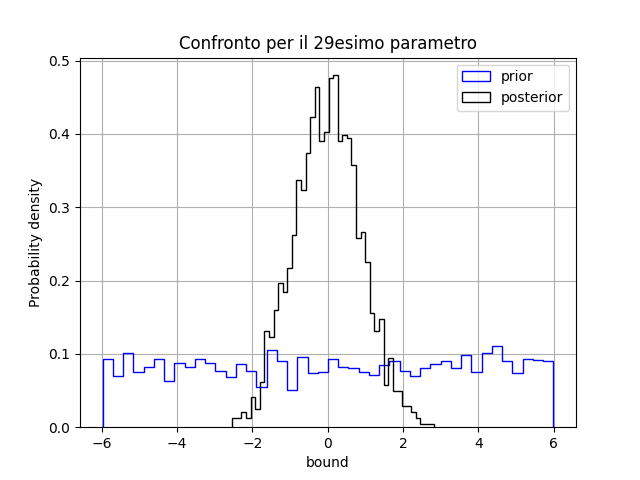 Confronto per il 29esimo parametro
prior
posterior
0.5
0.4
0.3
0.2
0.1
0.0
Probability density
−6
−4
−2
0
2
4
6
bound